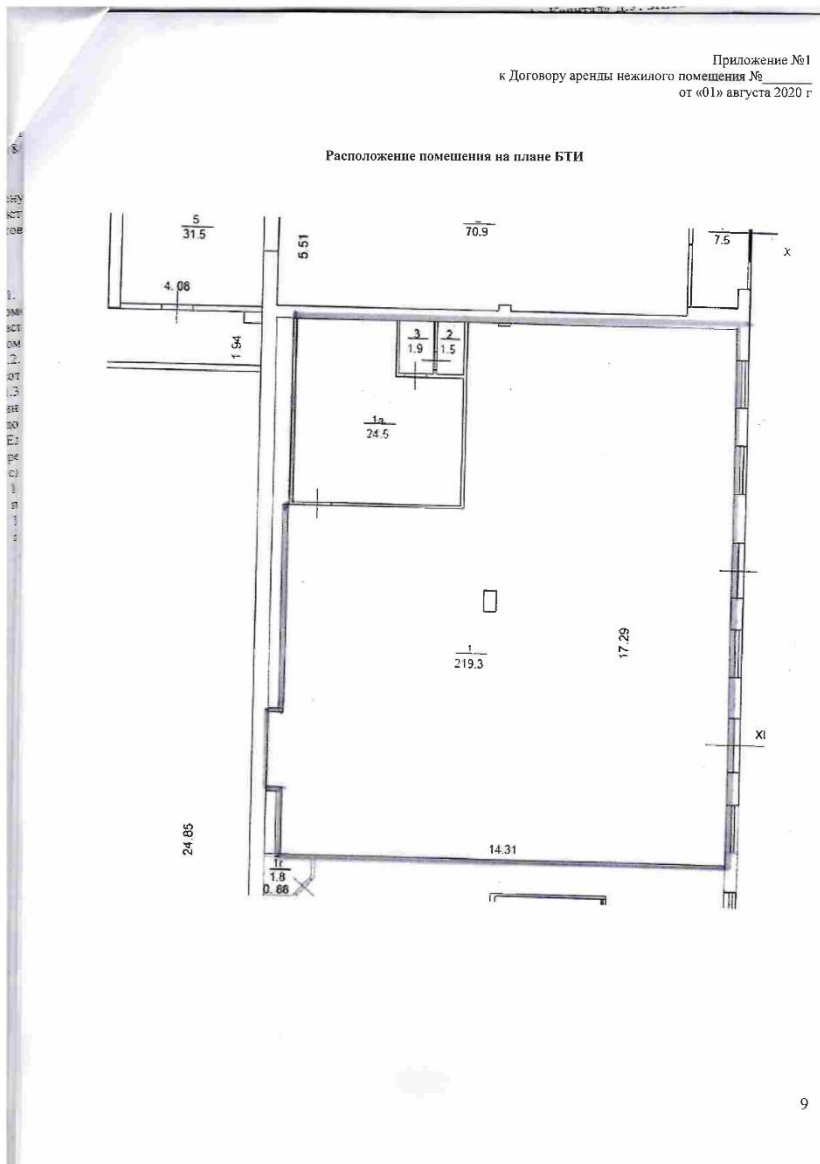 Приложение №1
к Договору аренды нежилого помещения №________
от «01» августа 2020 г
Расположение помешения на плане БТИ
5
31.5
5.51
70.9
7.5
X
4.08
1.94
3
1.9
2
1.5
1а
24.5
17.29
1
219.3
XI
24.85
14.31
1г
1.8
0.88
9